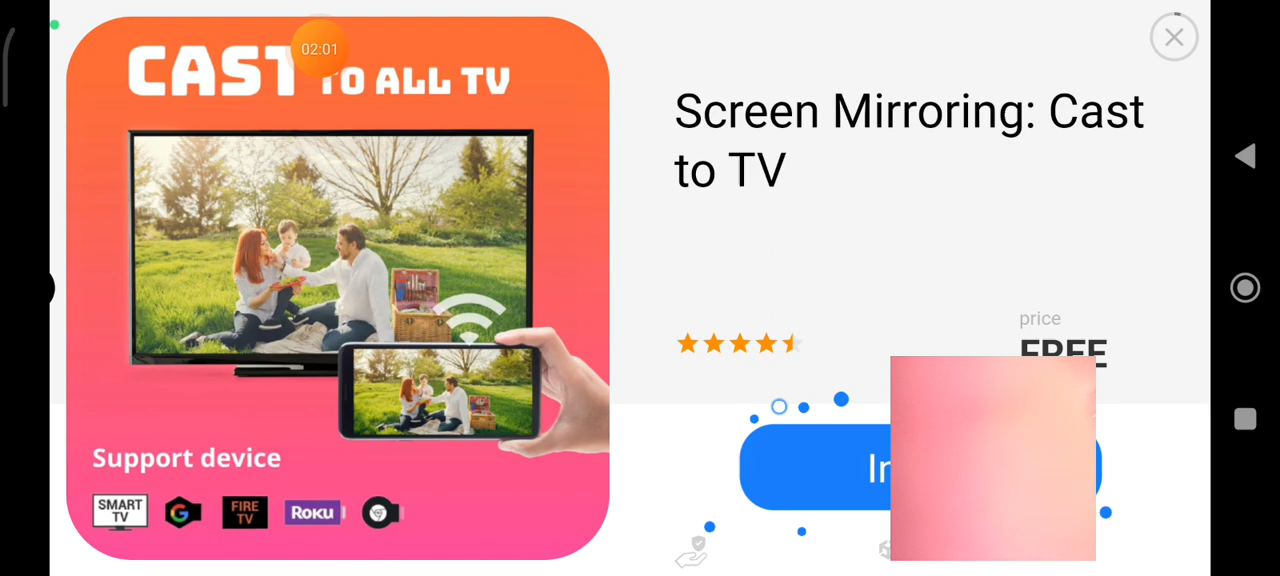 CAST TO ALL TV
02:01
Screen Mirroring: Cast
to TV
price
FREE
Support device
SMART
TV
G
FIRE
TV
ROKU